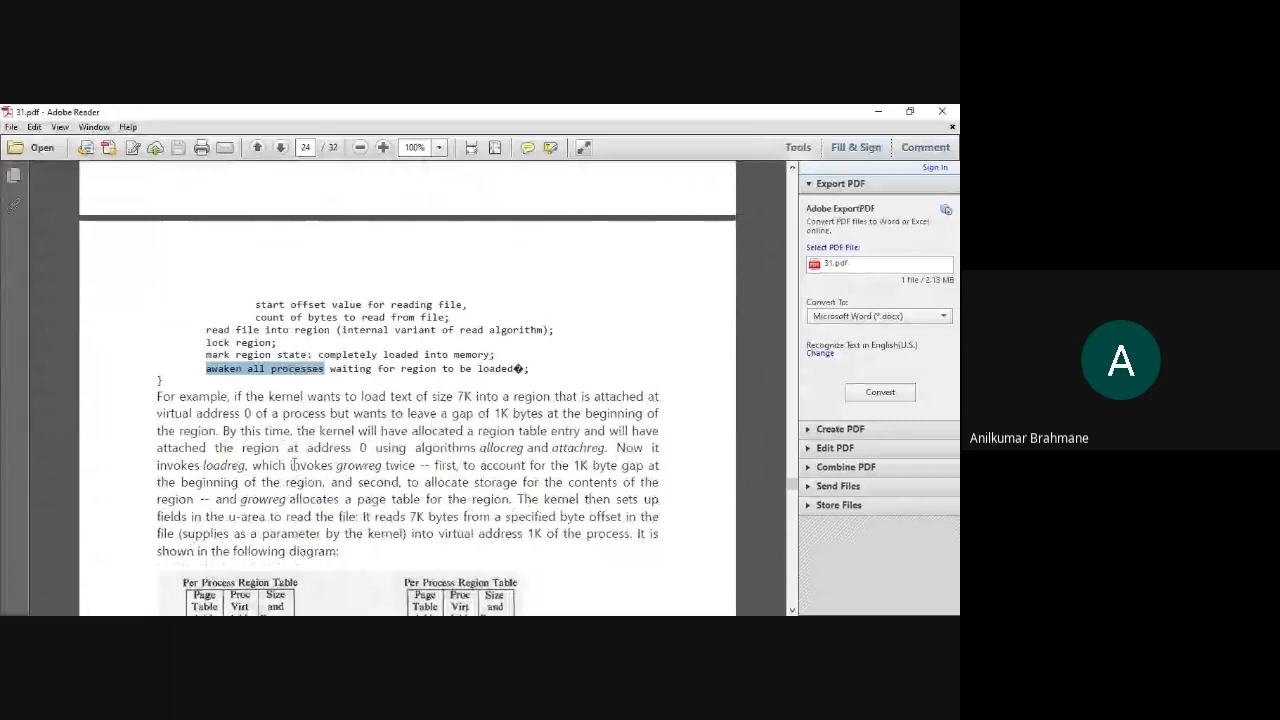 31.pdf - Adobe Reader
File Edit View Window Help
Open 24 / 32 100% Tools Fill & Sign Comment
Sign In
Export PDF
Adobe ExportPDF
Convert PDF files to Word or Excel
online.
Select PDF File:
31.pdf
1 file / 2.13 MB
Convert To:
Microsoft Word (*.docx)
Recognize Text in English(U.S.)
Change
Convert
Create PDF
Edit PDF
Combine PDF
Send Files
Store Files
start offset value for reading file,
count of bytes to read from file;
read file into region (internal variant of read algorithm);
lock region;
mark region state: completely loaded into memory;
awaken all processes waiting for region to be loaded�;
}
For example, if the kernel wants to load text of size 7K into a region that is attached at
virtual address 0 of a process but wants to leave a gap of 1K bytes at the beginning of
the region. By this time, the kernel will have allocated a region table entry and will have
attached the region at address 0 using algorithms allocreg and attachreg. Now it
invokes loadreg, which invokes growreg twice -- first, to account for the 1K byte gap at
the beginning of the region, and second, to allocate storage for the contents of the
region -- and growreg allocates a page table for the region. The kernel then sets up
fields in the u-area to read the file: It reads 7K bytes from a specified byte offset in the
file (supplies as a parameter by the kernel) into virtual address 1K of the process. It is
shown in the following diagram:
Per Process Region Table Per Process Region Table
Page Proc Size Page Proc Size
Table Virt and Table Virt and
A
Anilkumar Brahmane